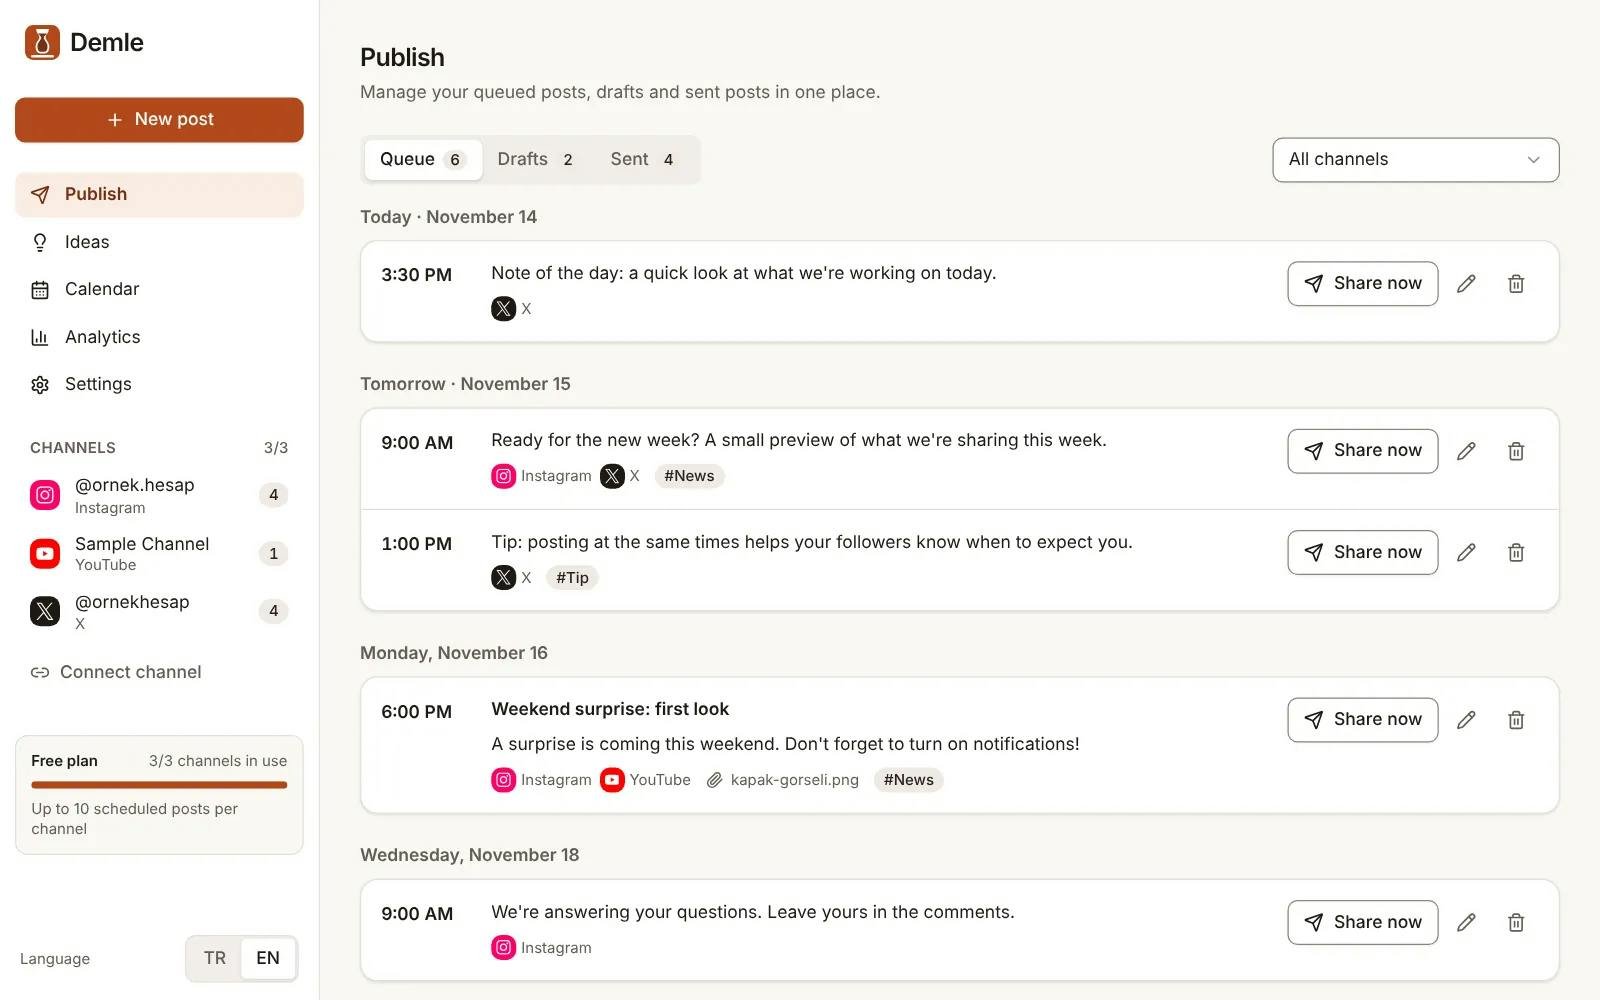 Demle
+ New post
Publish
Ideas
Calendar
Analytics
Settings
CHANNELS 3/3
@ornek.hesap
Instagram
4
Sample Channel
YouTube
1
@ornekhesap
X
4
Connect channel
Free plan 3/3 channels in use
Up to 10 scheduled posts per
channel
Language TR EN
Publish
Manage your queued posts, drafts and sent posts in one place.
Queue 6 Drafts 2 Sent 4
All channels
Today · November 14
3:30 PM Note of the day: a quick look at what we're working on today.
X
Share now
Tomorrow · November 15
9:00 AM Ready for the new week? A small preview of what we're sharing this week.
Instagram X #News
Share now
1:00 PM Tip: posting at the same times helps your followers know when to expect you.
X #Tip
Share now
Monday, November 16
6:00 PM Weekend surprise: first look
A surprise is coming this weekend. Don't forget to turn on notifications!
Instagram YouTube kapak-gorseli.png #News
Share now
Wednesday, November 18
9:00 AM We're answering your questions. Leave yours in the comments.
Instagram
Share now